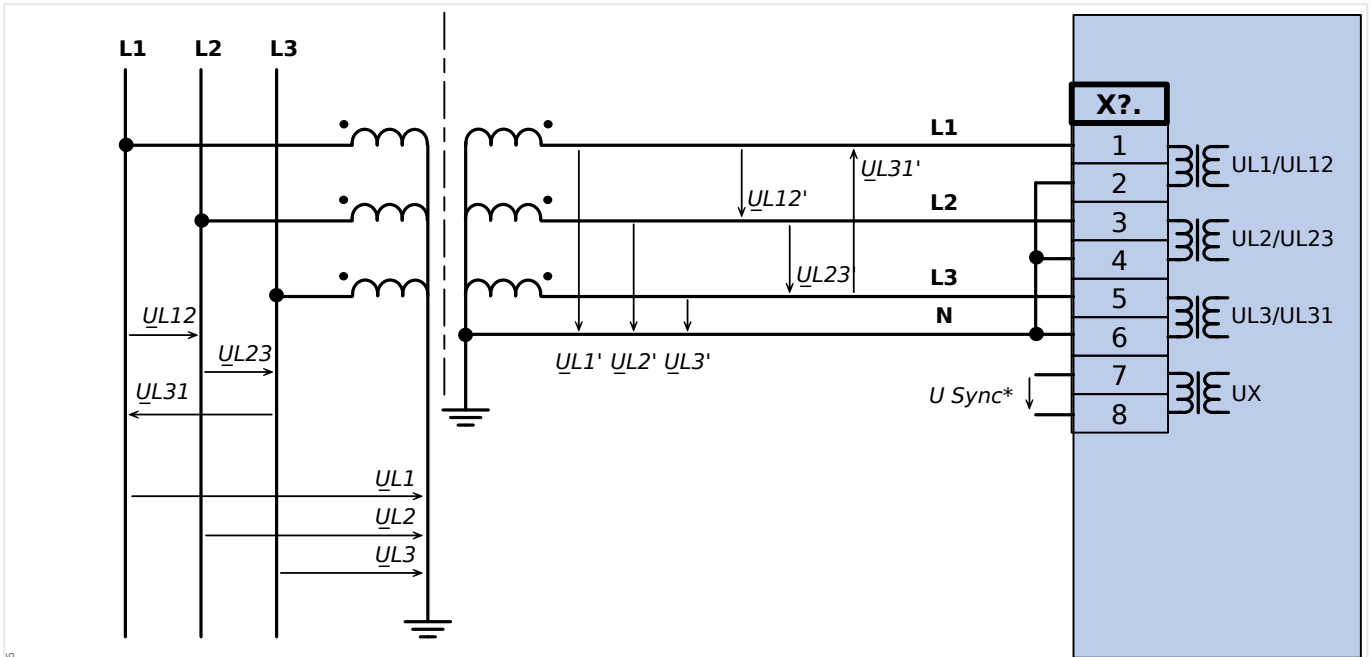 L1 L2 L3
X?.
L1
1
UL31'
UL1/UL12
2
UL12'
L2
3
UL2/UL23
4
UL23'
L3
5
UL12
N
UL3/UL31
6
UL23
UL1' UL2' UL3'
7
UL31
U Sync*
UX
8
UL1
UL2
UL3